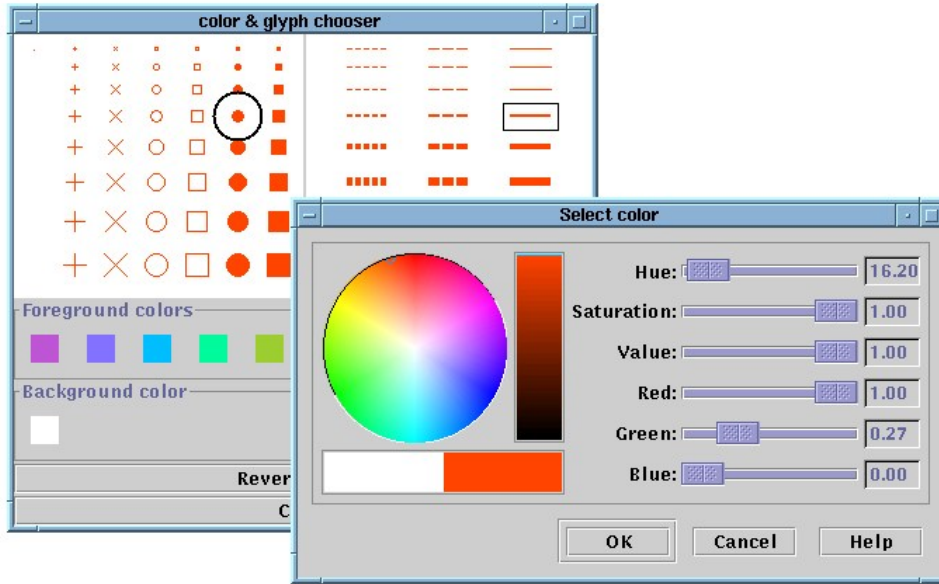 color & glyph chooser
Foreground colors
Background color
Rever
C
Select color
Hue: 16.20
Saturation: 1.00
Value: 1.00
Red: 1.00
Green: 0.27
Blue: 0.00
OK Cancel Help